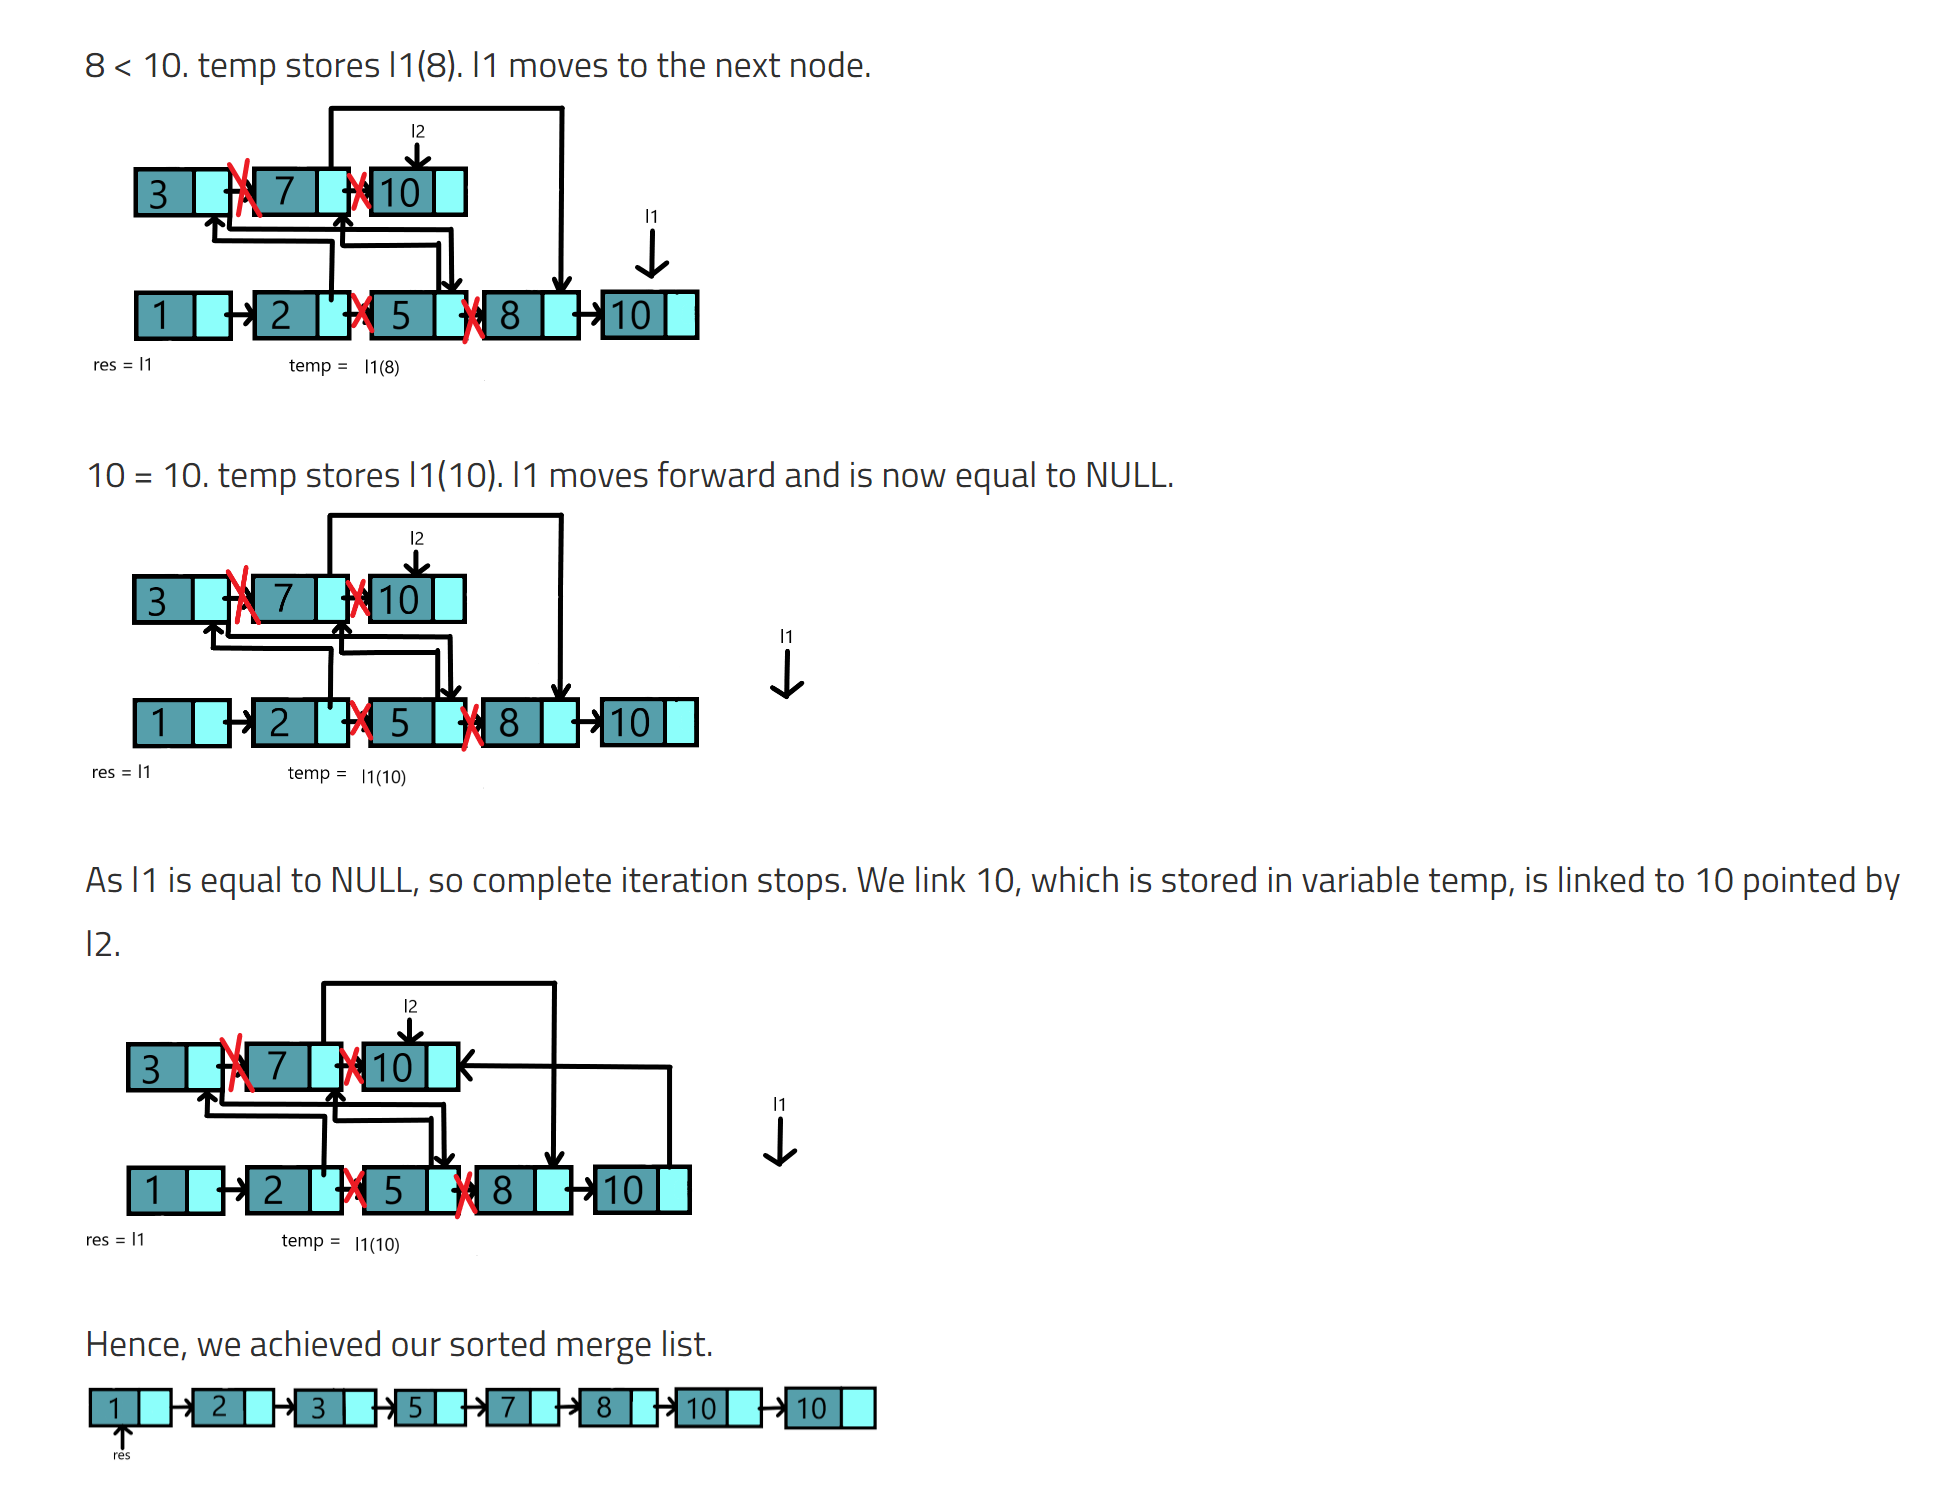 8 < 10. temp stores l1(8). l1 moves to the next node.
l2
3 7 10
l1
1 2 5 8 10
res = l1 temp = l1(8)
10 = 10. temp stores l1(10). l1 moves forward and is now equal to NULL.
l2
3 7 10
l1
1 2 5 8 10
res = l1 temp = l1(10)
As l1 is equal to NULL, so complete iteration stops. We link 10, which is stored in variable temp, is linked to 10 pointed by
l2.
l2
3 7 10
l1
1 2 5 8 10
res = l1 temp = l1(10)
Hence, we achieved our sorted merge list.
1 2 3 5 7 8 10 10
res